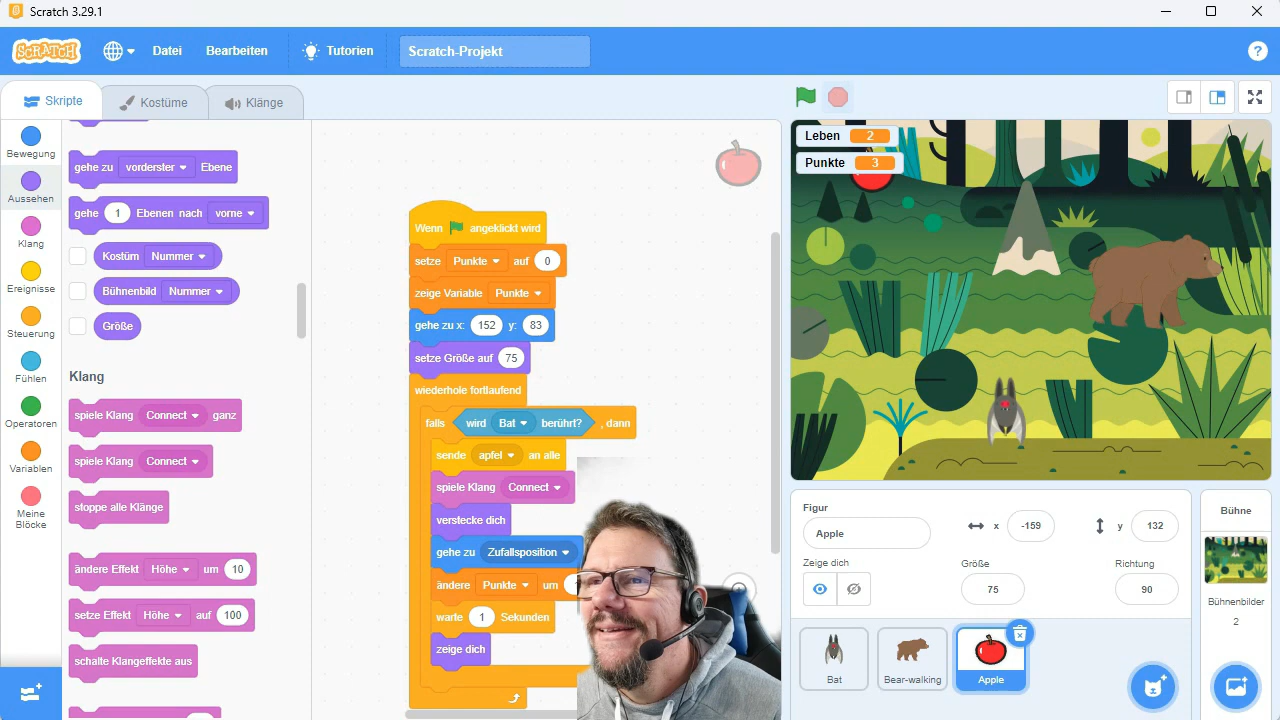 Scratch 3.29.1
SCRATCH
Datei
Bearbeiten
Tutorien
Scratch-Projekt
?
Skripte
Kostüme
Klänge
Bewegung
Aussehen
Klang
Ereignisse
Steuerung
Fühlen
Operatoren
Variablen
Meine
Blöcke
gehe zu vorderster Ebene
gehe 1 Ebenen nach vorne
Kostüm Nummer
Bühnenbild Nummer
Größe
Klang
spiele Klang Connect ganz
spiele Klang Connect
stoppe alle Klänge
ändere Effekt Höhe um 10
setze Effekt Höhe auf 100
schalte Klangeffekte aus
Wenn angeklickt wird
setze Punkte auf 0
zeige Variable Punkte
gehe zu x: 152 y: 83
setze Größe auf 75
wiederhole fortlaufend
falls wird Bat berührt? , dann
sende apfel an alle
spiele Klang Connect
verstecke dich
gehe zu Zufallsposition
ändere Punkte um
warte 1 Sekunden
zeige dich
Leben 2
Punkte 3
Figur
Apple
x -159
y 132
Zeige dich
Größe
75
Richtung
90
Bat
Bear-walking
Apple
Bühne
Bühnenbilder
2